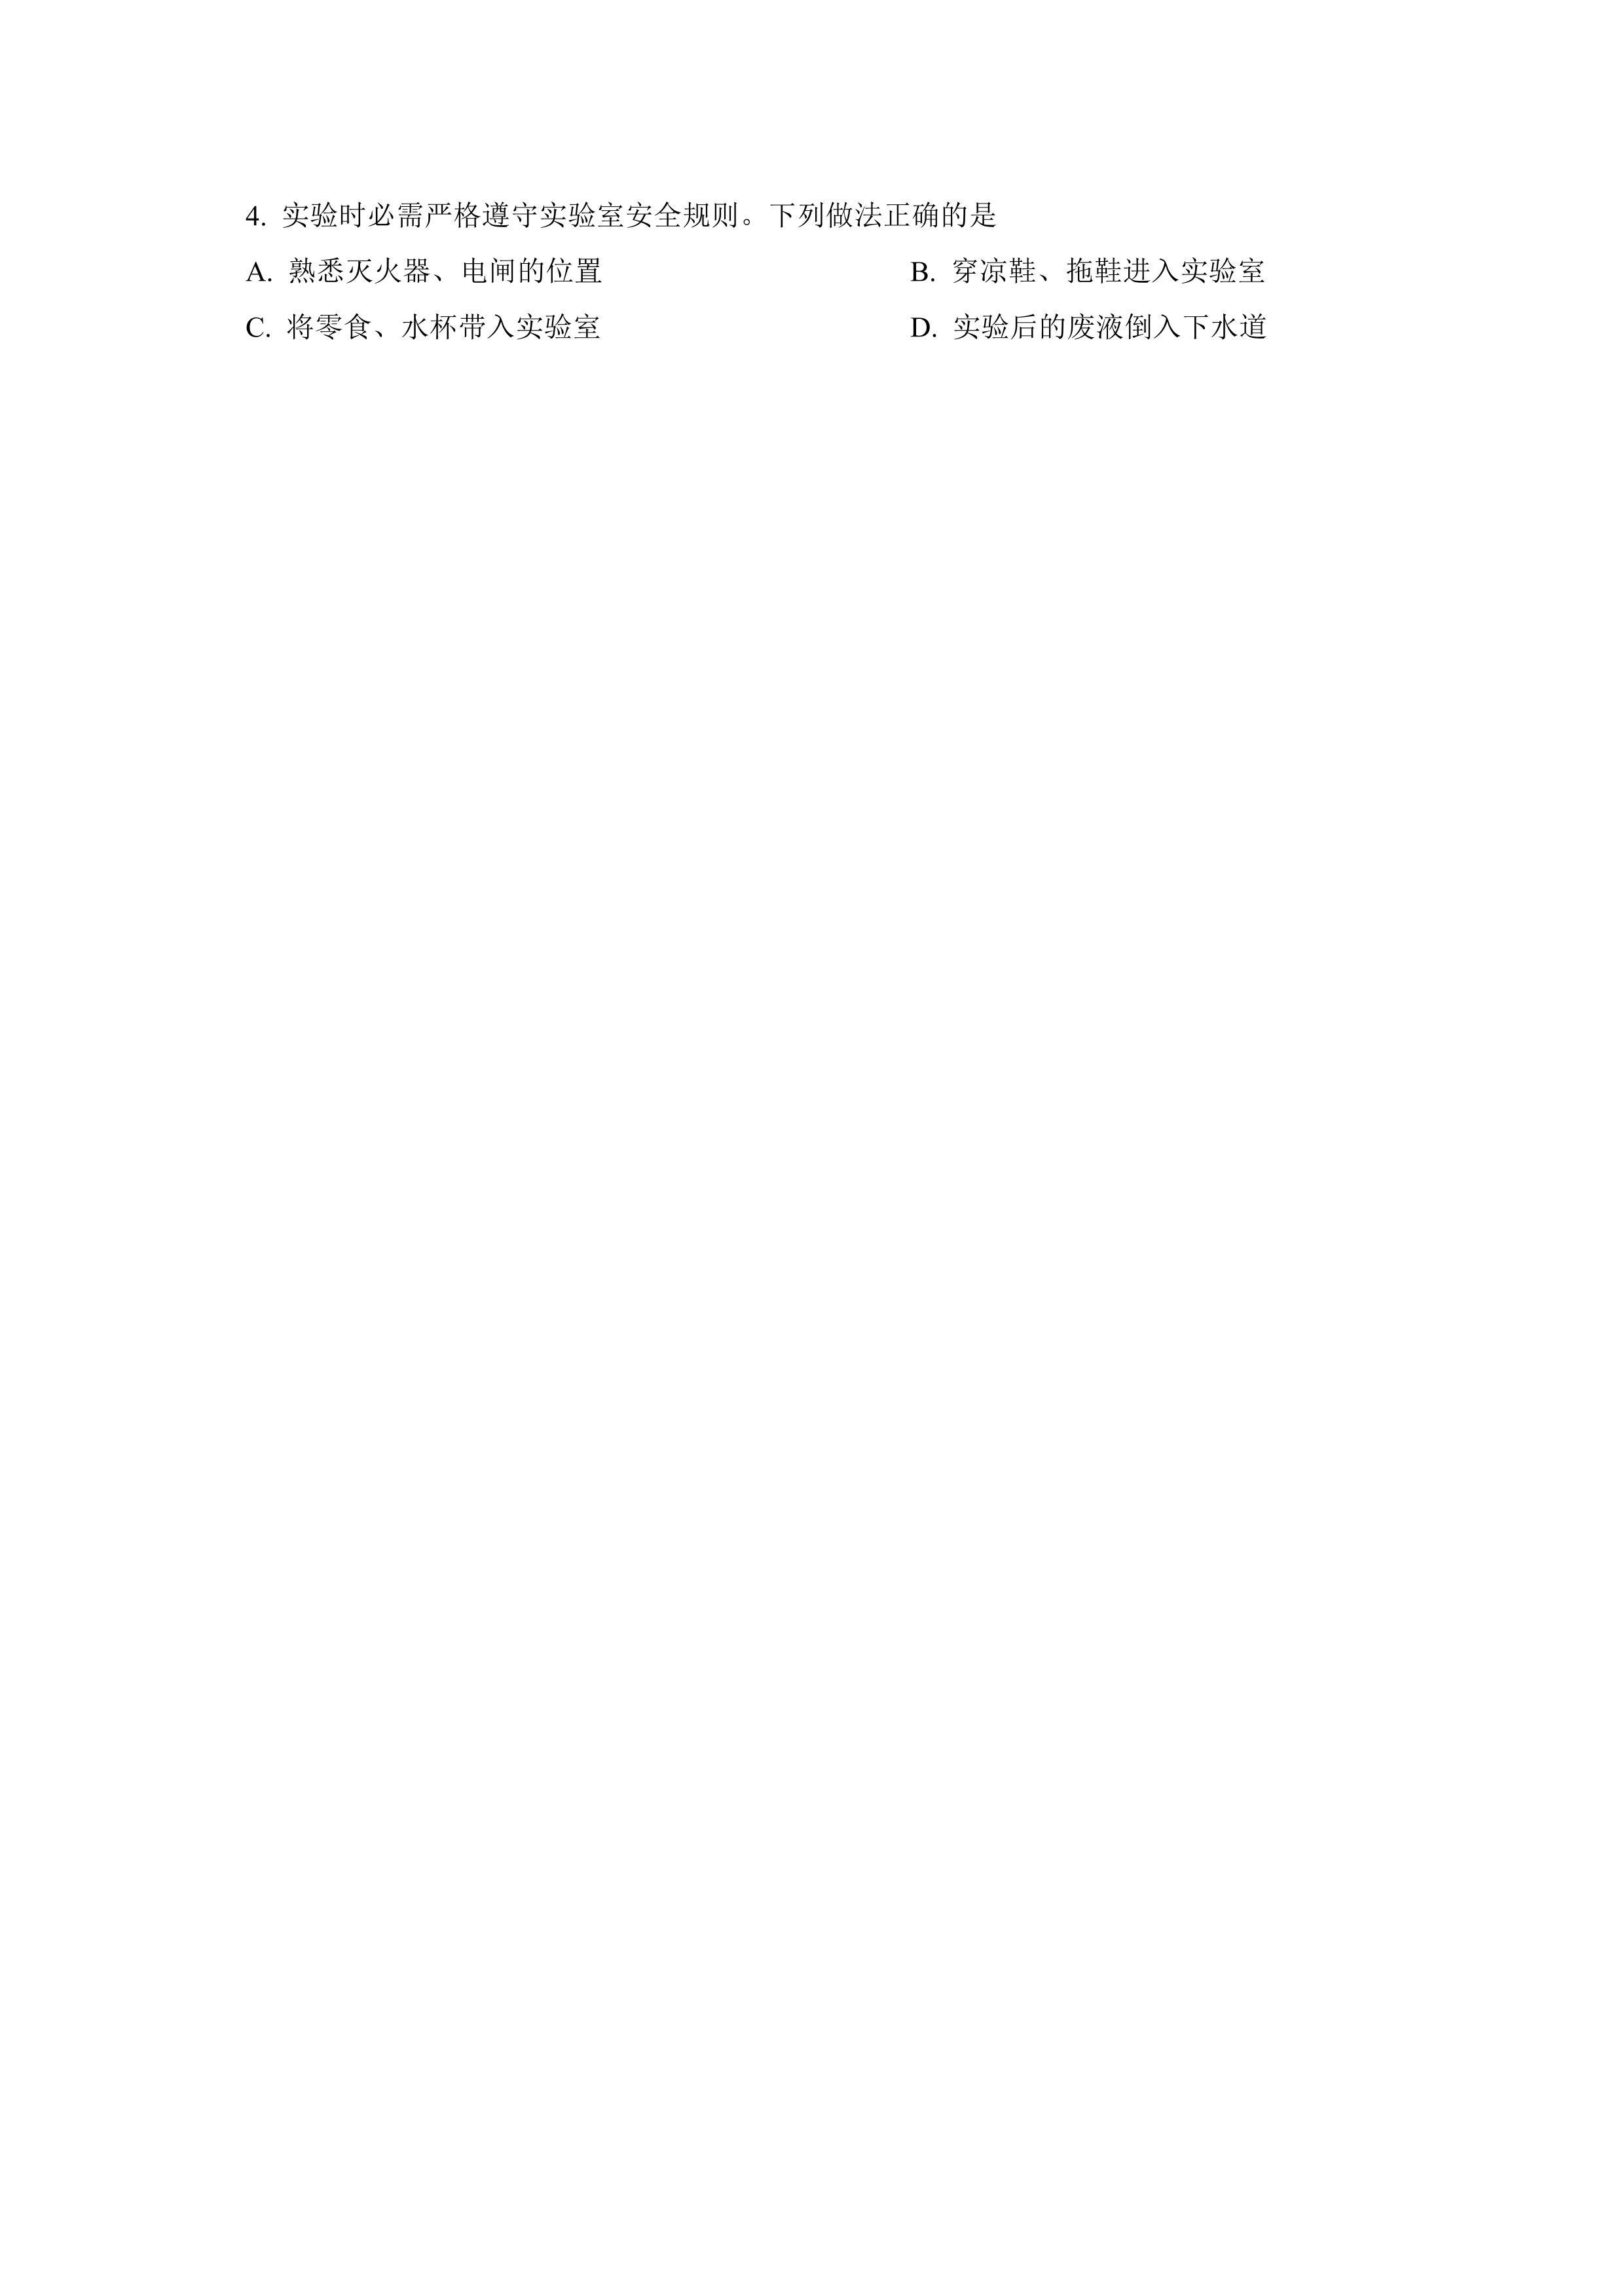 4. 实验时必需严格遵守实验室安全规则。下列做法正确的是
A. 熟悉灭火器、电闸的位置 B. 穿凉鞋、拖鞋进入实验室
C. 将零食、水杯带入实验室 D. 实验后的废液倒入下水道